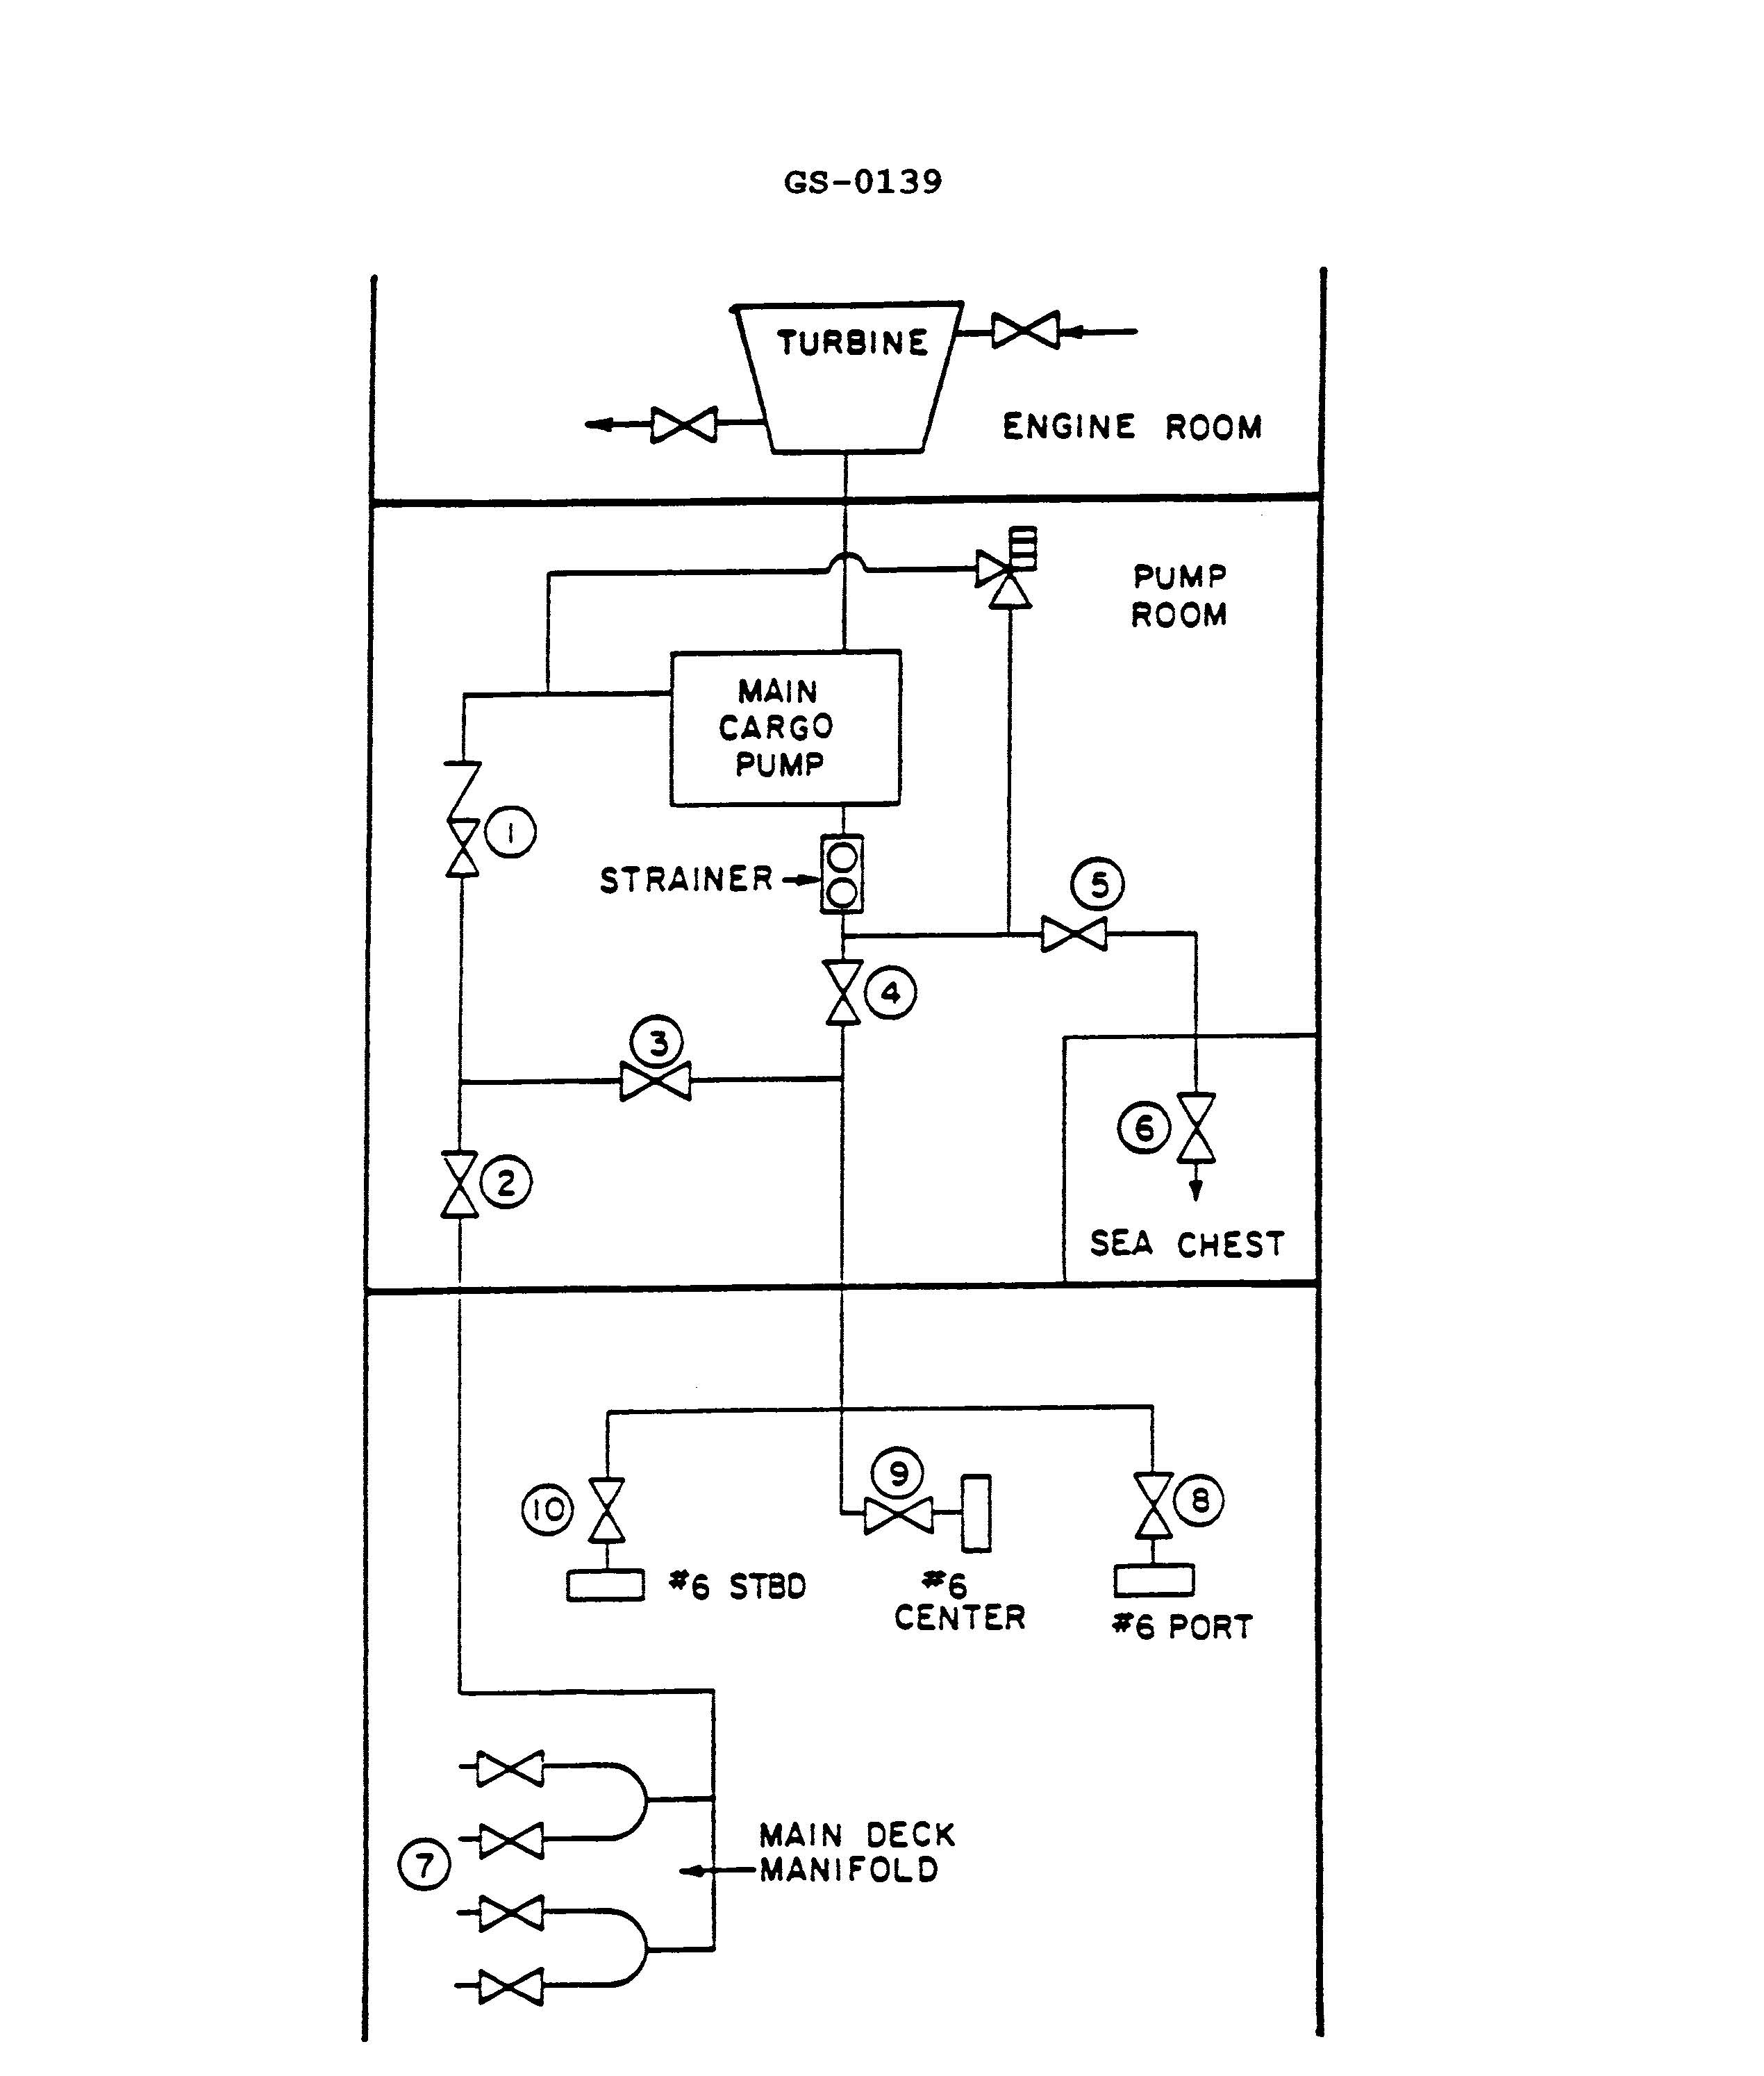 GS-0139
TURBINE
ENGINE ROOM
PUMP
ROOM
MAIN
CARGO
PUMP
1
STRAINER
5
4
3
6
2
SEA CHEST
9
10
8
#6 STBD
#6
CENTER
#6 PORT
7
MAIN DECK
MANIFOLD